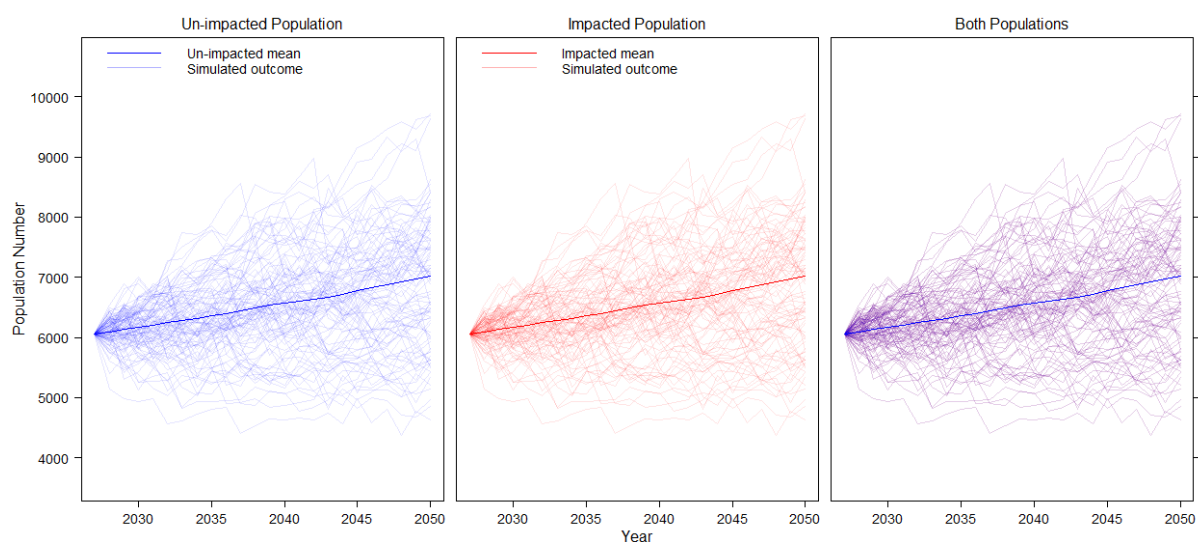 Un-impacted Population
Impacted Population
Both Populations
Un-impacted mean
Simulated outcome
Impacted mean
Simulated outcome
Population Number
10000
9000
8000
7000
6000
5000
4000
2030 2035 2040 2045 2050
2030 2035 2040 2045 2050
2030 2035 2040 2045 2050
Year